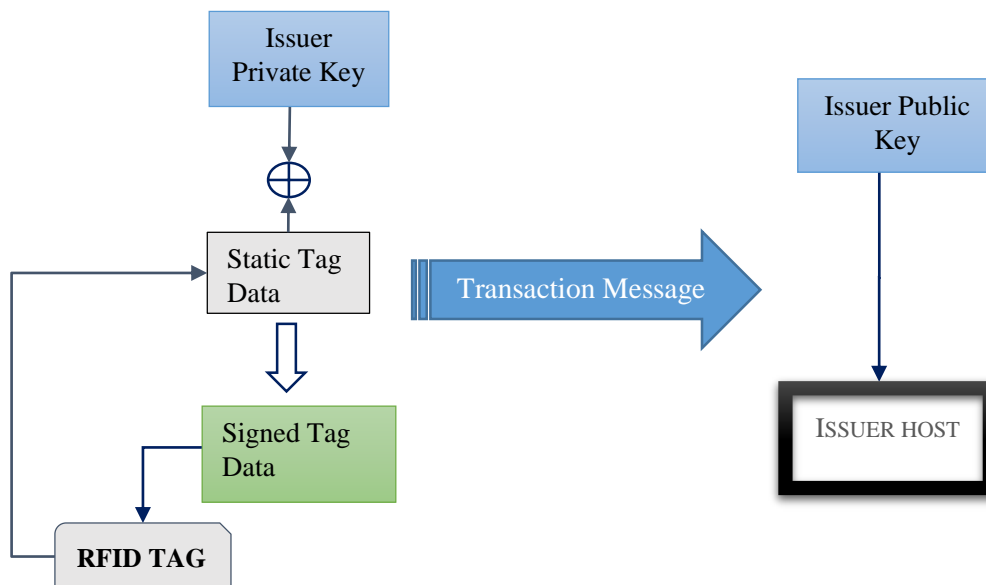 Issuer
Private Key
Issuer Public
Key
Static Tag
Data
Transaction Message
Signed Tag
Data
ISSUER HOST
RFID TAG